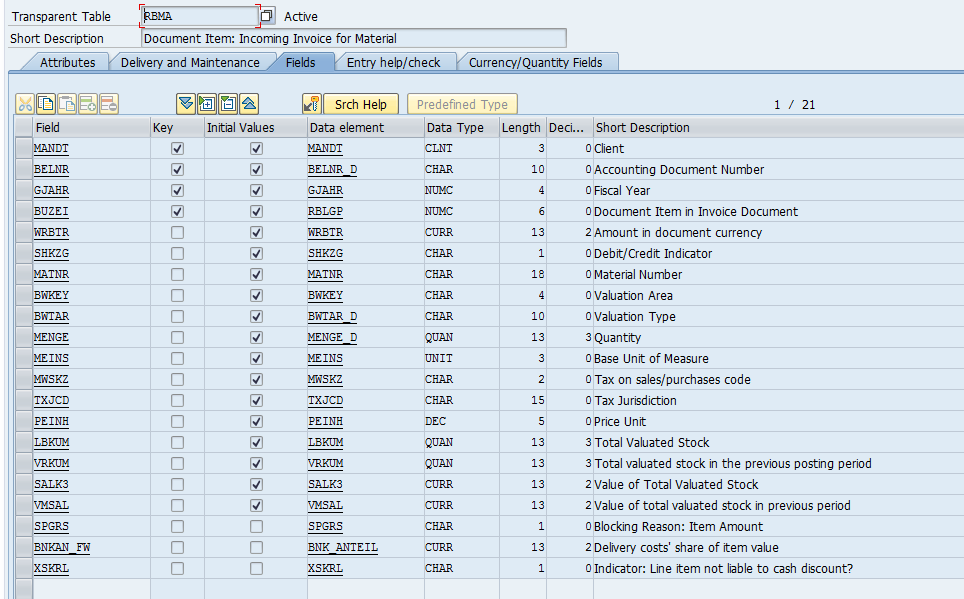 Transparent Table RBMA Active
Short Description Document Item: Incoming Invoice for Material
Attributes Delivery and Maintenance Fields Entry help/check Currency/Quantity Fields
Srch Help Predefined Type 1 / 21
Field Key Initial Values Data element Data Type Length Deci... Short Description
MANDT MANDT CLNT 3 0 Client
BELNR BELNR_D CHAR 10 0 Accounting Document Number
GJAHR GJAHR NUMC 4 0 Fiscal Year
BUZEI RBLGP NUMC 6 0 Document Item in Invoice Document
WRBTR WRBTR CURR 13 2 Amount in document currency
SHKZG SHKZG CHAR 1 0 Debit/Credit Indicator
MATNR MATNR CHAR 18 0 Material Number
BWKEY BWKEY CHAR 4 0 Valuation Area
BWTAR BWTAR_D CHAR 10 0 Valuation Type
MENGE MENGE_D QUAN 13 3 Quantity
MEINS MEINS UNIT 3 0 Base Unit of Measure
MWSKZ MWSKZ CHAR 2 0 Tax on sales/purchases code
TXJCD TXJCD CHAR 15 0 Tax Jurisdiction
PEINH PEINH DEC 5 0 Price Unit
LBKUM LBKUM QUAN 13 3 Total Valuated Stock
VRKUM VRKUM QUAN 13 3 Total valuated stock in the previous posting period
SALK3 SALK3 CURR 13 2 Value of Total Valuated Stock
VMSAL VMSAL CURR 13 2 Value of total valuated stock in previous period
SPGRS SPGRS CHAR 1 0 Blocking Reason: Item Amount
BNKAN_FW BNK_ANTEIL CURR 13 2 Delivery costs' share of item value
XSKRL XSKRL CHAR 1 0 Indicator: Line item not liable to cash discount?